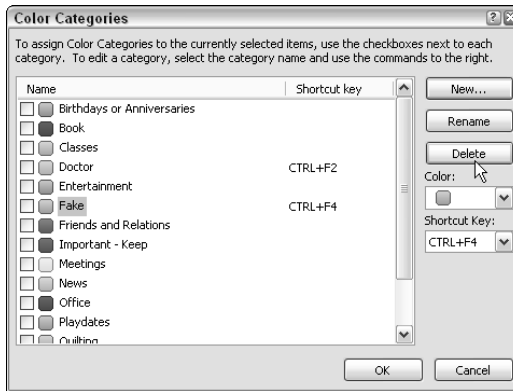 Color Categories
To assign Color Categories to the currently selected items, use the checkboxes next to each
category. To edit a category, select the category name and use the commands to the right.
Name Shortcut key
Birthdays or Anniversaries
Book
Classes
Doctor CTRL+F2
Entertainment
Fake CTRL+F4
Friends and Relations
Important - Keep
Meetings
News
Office
Playdates
Quilting
New...
Rename
Delete
Color:
Shortcut Key:
CTRL+F4
OK Cancel